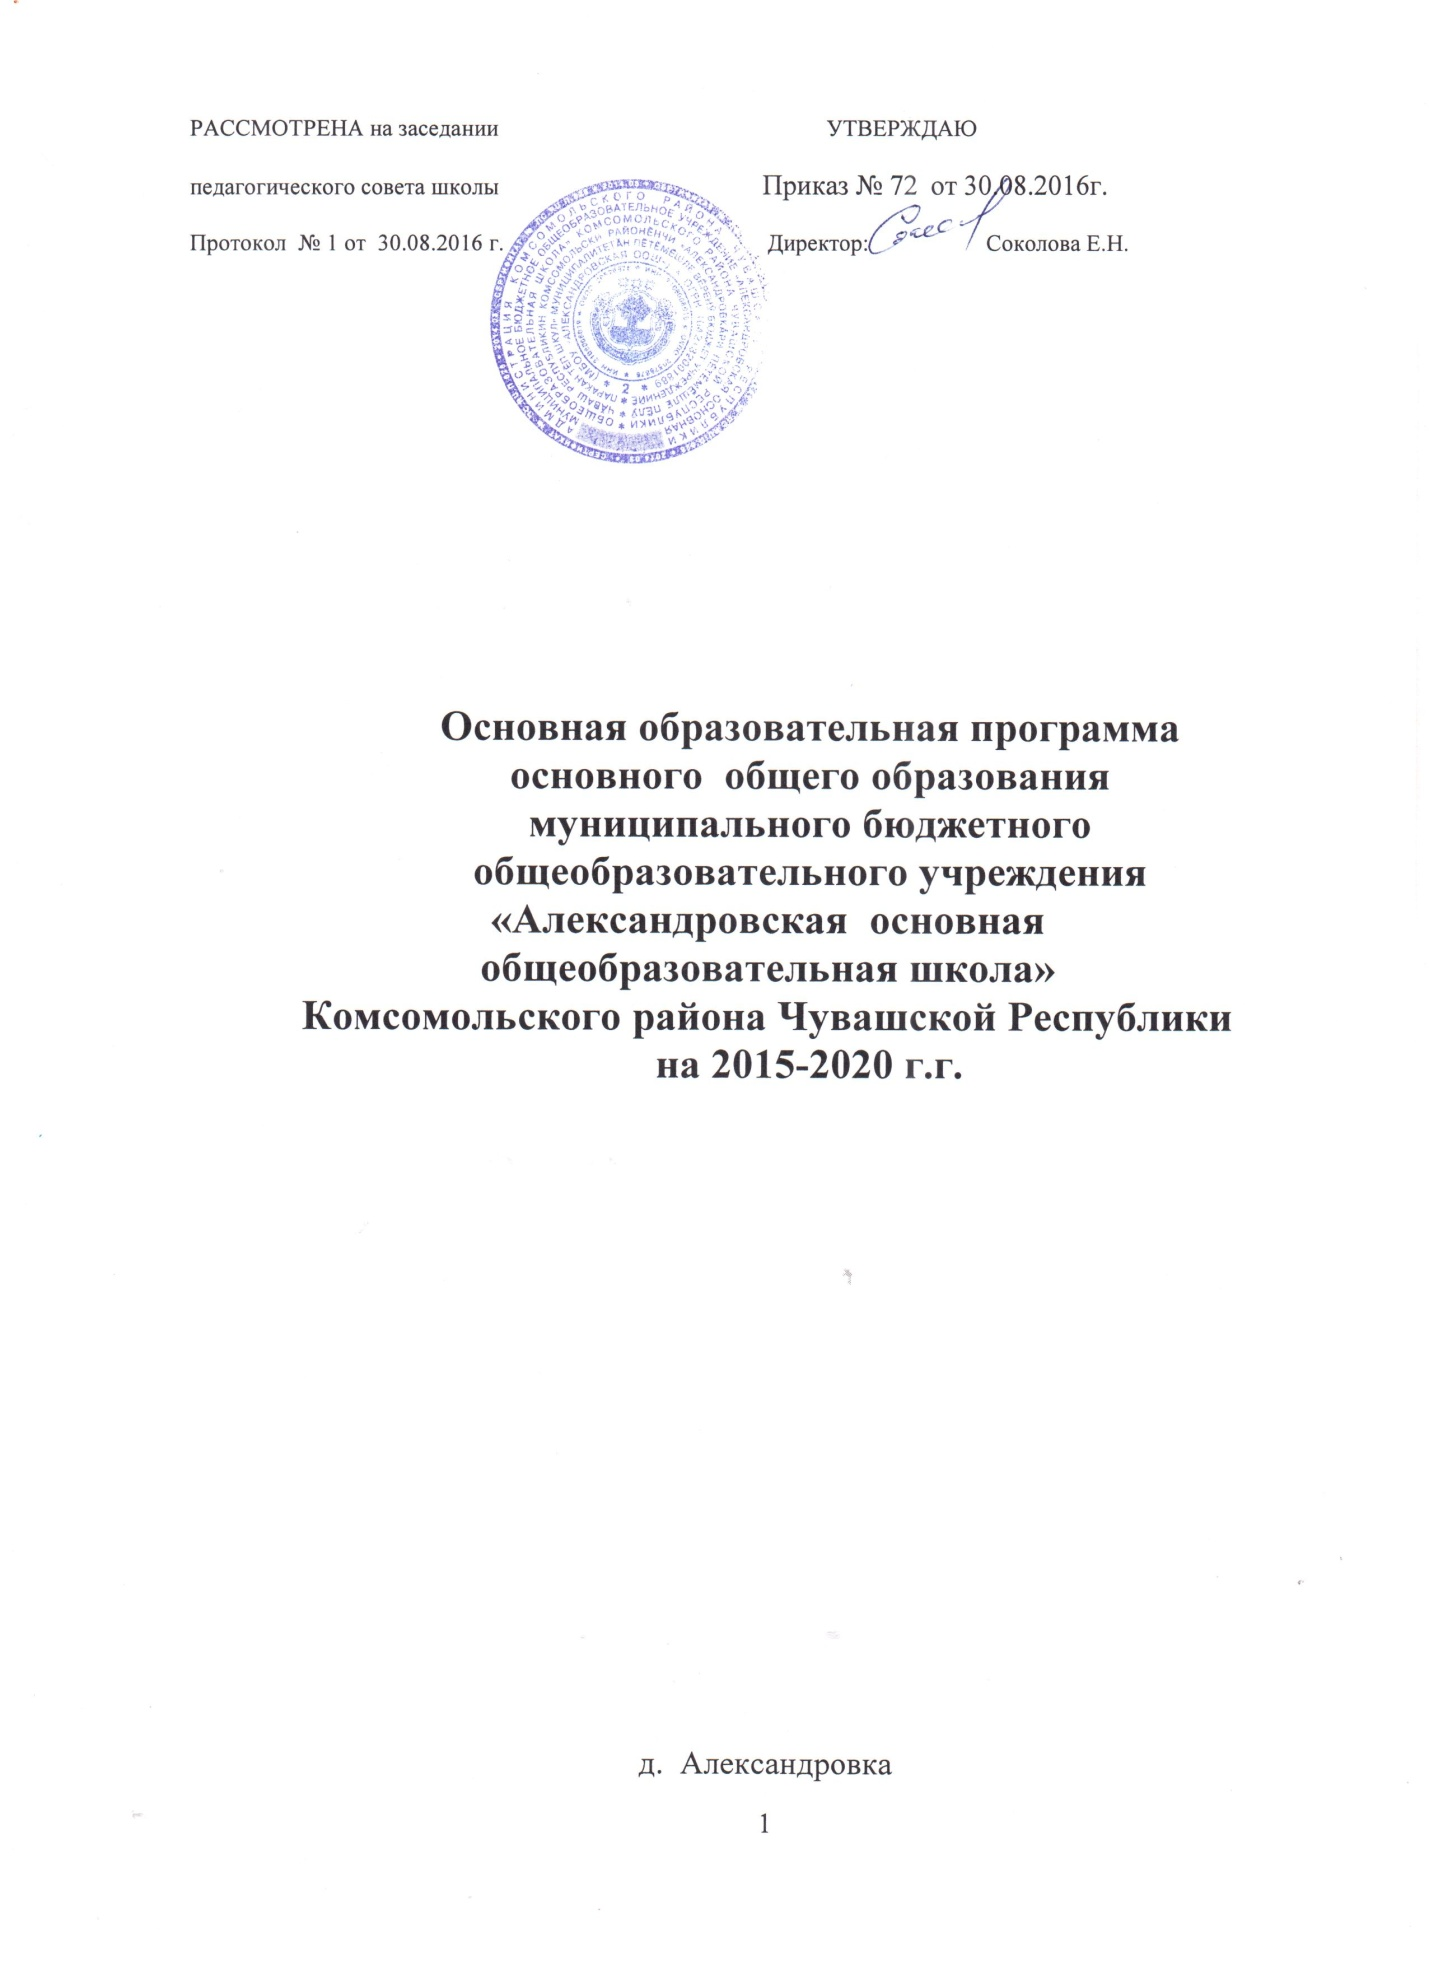 РАССМОТРЕНА на заседании УТВЕРЖДАЮ
педагогического совета школы Приказ № 72 от 30.08.2016г.
Протокол № 1 от 30.08.2016 г. Директор: Соколова Е.Н.
Основная образовательная программа
основного общего образования
муниципального бюджетного
общеобразовательного учреждения
«Александровская основная
общеобразовательная школа»
Комсомольского района Чувашской Республики
на 2015-2020 г.г.
д. Александровка
1